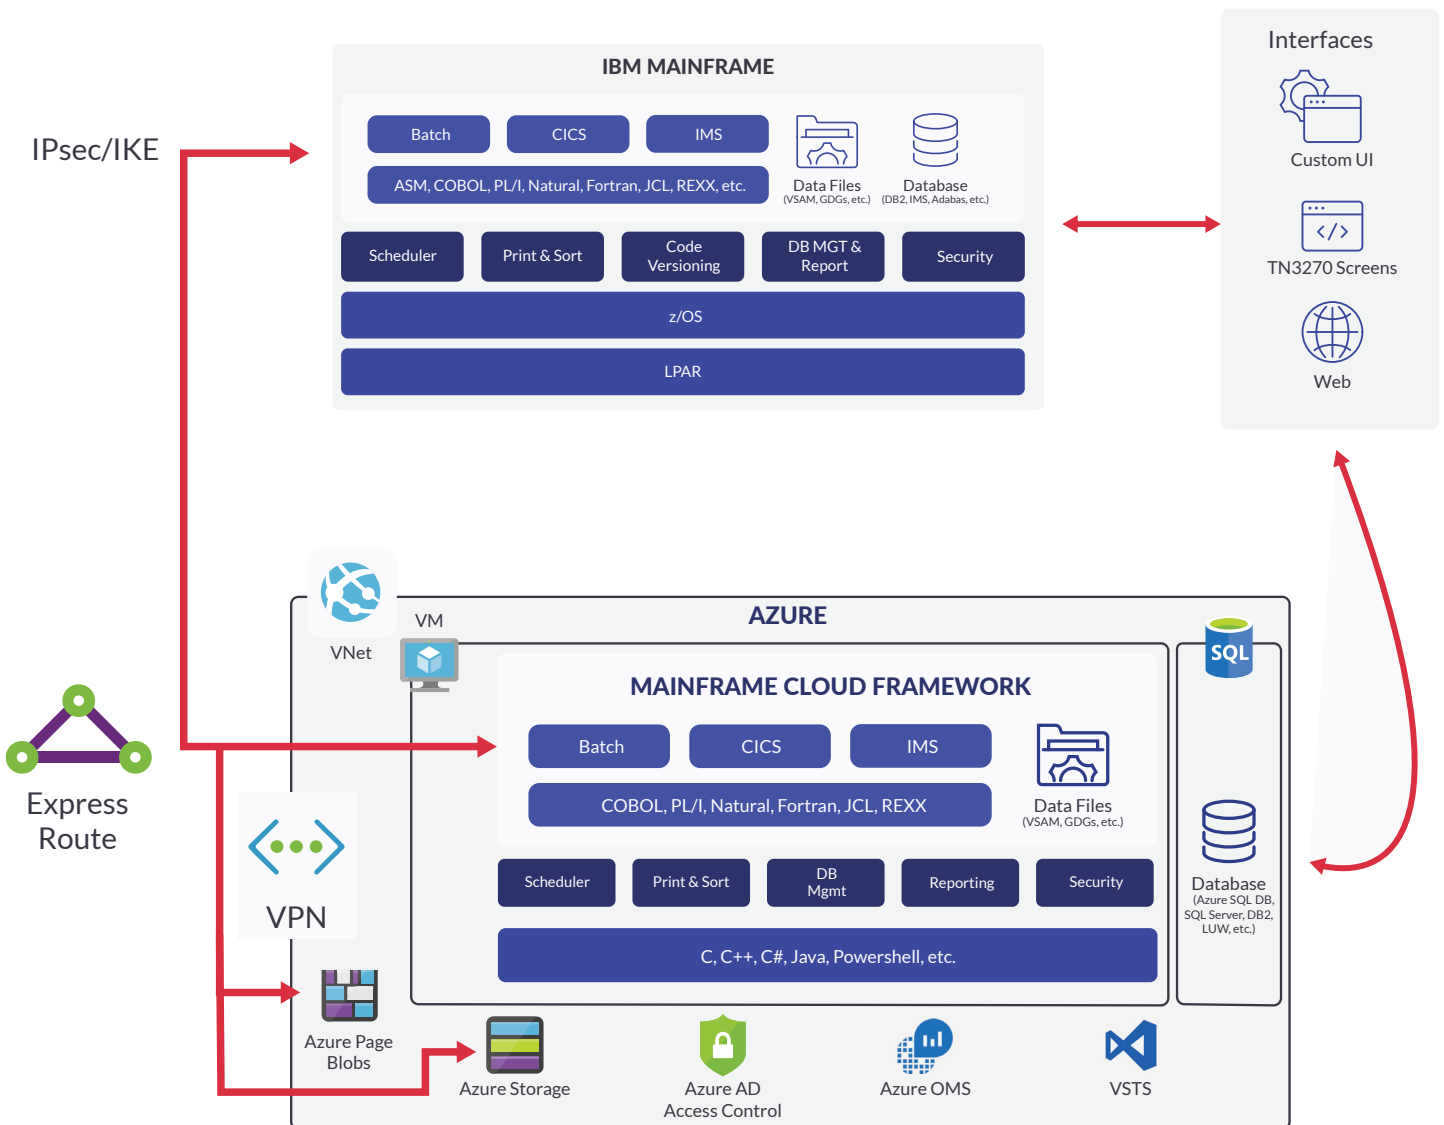 Interfaces
Custom UI
TN3270 Screens
Web
IBM MAINFRAME
IPsec/IKE
Batch
CICS
IMS
ASM, COBOL, PL/I, Natural, Fortran, JCL, REXX, etc.
Data Files
(VSAM, GDGs, etc.)
Database
(DB2, IMS, Adabas, etc.)
Scheduler
Print & Sort
Code
Versioning
DB MGT &
Report
Security
z/OS
LPAR
AZURE
VNet
VM
SQL
MAINFRAME CLOUD FRAMEWORK
Batch
CICS
IMS
COBOL, PL/I, Natural, Fortran, JCL, REXX
Data Files
(VSAM, GDGs, etc.)
Express
Route
VPN
Scheduler
Print & Sort
DB
Mgmt
Reporting
Security
Database
(Azure SQL DB,
SQL Server, DB2,
LUW, etc.)
C, C++, C#, Java, Powershell, etc.
Azure Page
Blobs
Azure Storage
Azure AD
Access Control
Azure OMS
VSTS